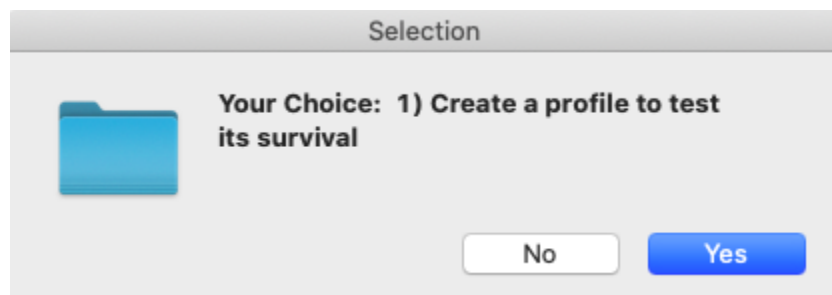 Selection
Your Choice:  1) Create a profile to test
its survival
No
Yes